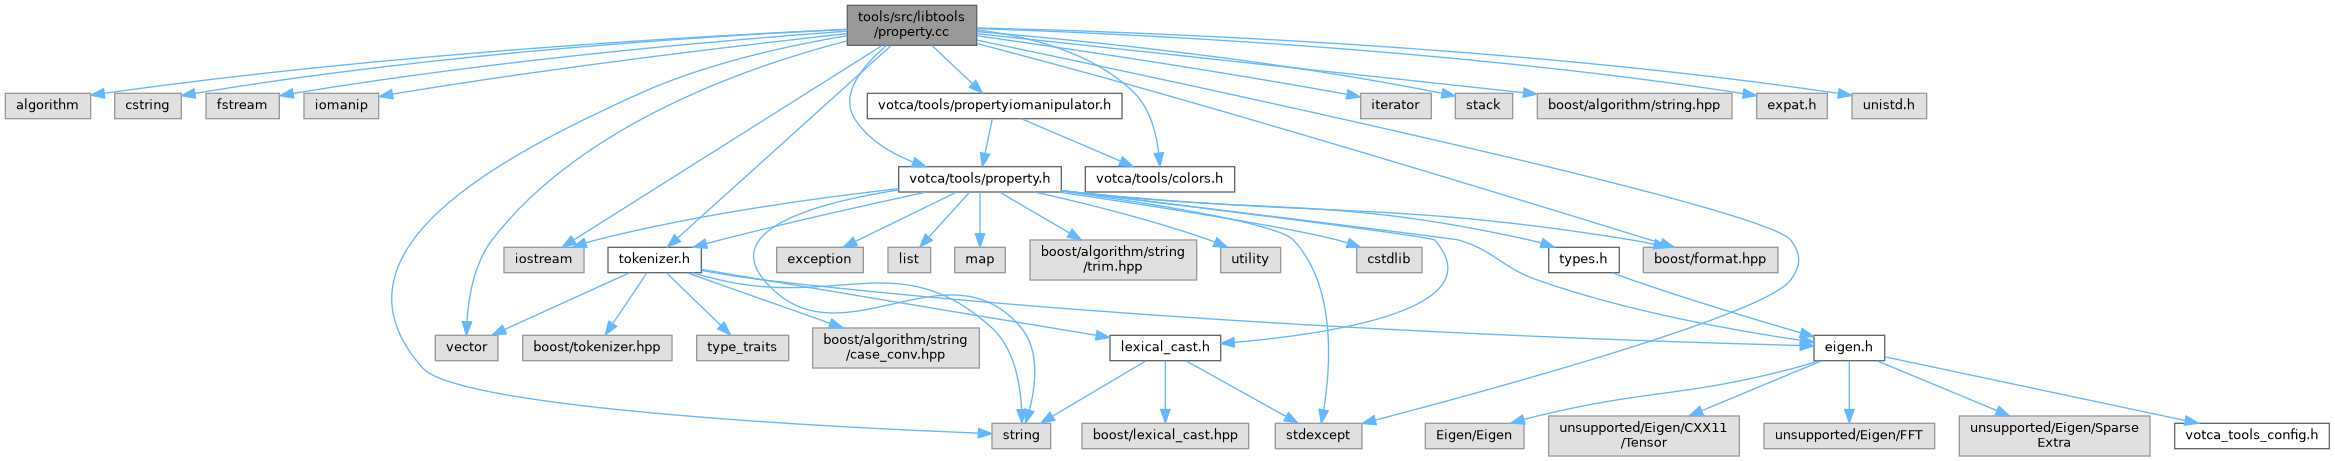 tools/src/libtools
/property.cc
algorithm
cstring
fstream
iomanip
votca/tools/propertyiomanipulator.h
iterator
stack
boost/algorithm/string.hpp
expat.h
unistd.h
votca/tools/property.h
votca/tools/colors.h
iostream
tokenizer.h
exception
list
map
boost/algorithm/string
/trim.hpp
utility
cstdlib
types.h
boost/format.hpp
vector
boost/tokenizer.hpp
type_traits
boost/algorithm/string
/case_conv.hpp
lexical_cast.h
eigen.h
string
boost/lexical_cast.hpp
stdexcept
Eigen/Eigen
unsupported/Eigen/CXX11
/Tensor
unsupported/Eigen/FFT
unsupported/Eigen/Sparse
Extra
votca_tools_config.h